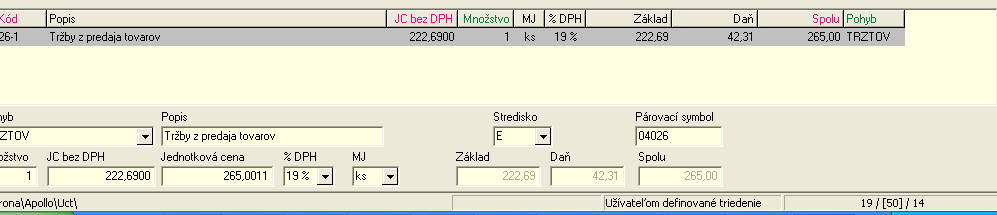 Kód Popis JC bez DPH Množstvo MJ % DPH Základ Daň Spolu Pohyb
26-1 Tržby z predaja tovarov 222,6900 1 ks 19 % 222,69 42,31 265,00 TRZTOV
hyb Popis Stredisko Párovací symbol
ZTOV Tržby z predaja tovarov E 04026
ožstvo JC bez DPH Jednotková cena % DPH MJ Základ Daň Spolu
1 222,6900 265,0011 19 % ks 222,69 42,31 265,00
rona\Apollo\Uct\ Užívateľom definované triedenie 19 / [50] / 14